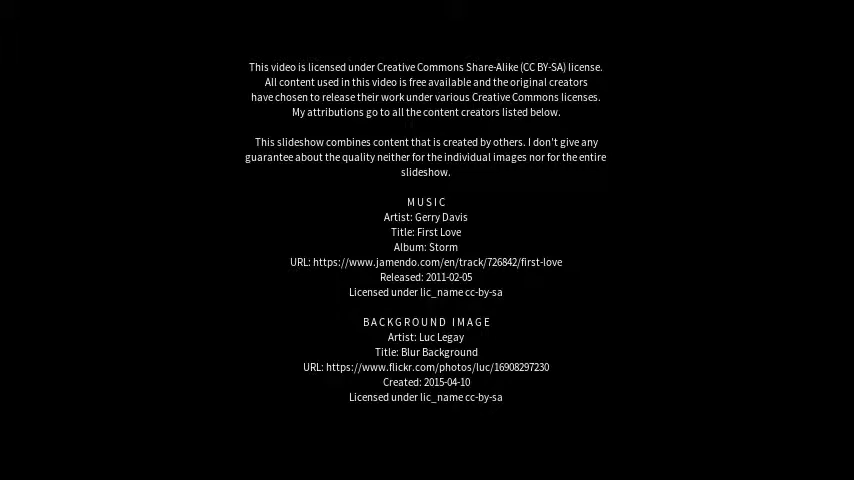 This video is licensed under Creative Commons Share-Alike (CC BY-SA) license.
All content used in this video is free available and the original creators
have chosen to release their work under various Creative Commons licenses.
My attributions go to all the content creators listed below.
This slideshow combines content that is created by others. I don't give any
guarantee about the quality neither for the individual images nor for the entire
slideshow.
MUSIC
Artist: Gerry Davis
Title: First Love
Album: Storm
URL: https://www.jamendo.com/en/track/726842/first-love
Released: 2011-02-05
Licensed under lic_name cc-by-sa
BACKGROUND IMAGE
Artist: Luc Legay
Title: Blur Background
URL: https://www.flickr.com/photos/luc/16908297230
Created: 2015-04-10
Licensed under lic_name cc-by-sa